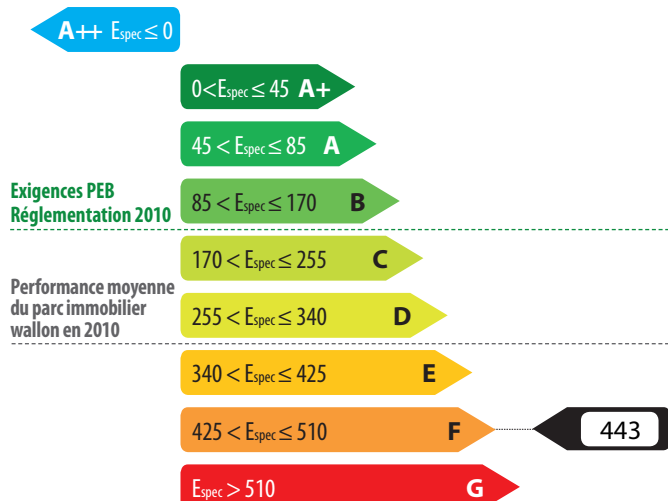 A++ Espec ≤ 0
0<Espec ≤ 45 A+
45 < Espec ≤ 85 A
Exigences PEB
Réglementation 2010
85 < Espec ≤ 170 B
170 < Espec ≤ 255 C
Performance moyenne
du parc immobilier
wallon en 2010
255 < Espec ≤ 340 D
340 < Espec ≤ 425 E
425 < Espec ≤ 510 F
443
Espec > 510 G